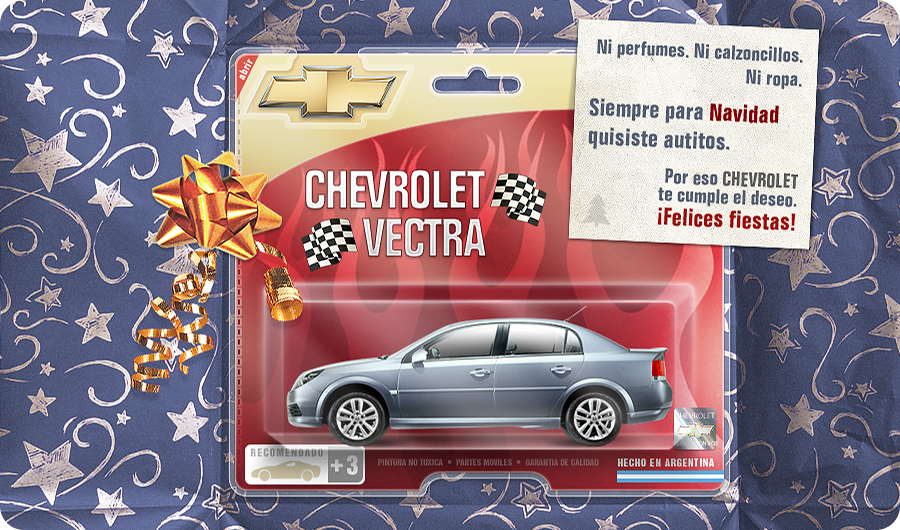 abrir
Ni perfumes. Ni calzoncillos.
Ni ropa.
Siempre para Navidad
quisiste autitos.
Por eso CHEVROLET
te cumple el deseo.
¡Felices fiestas!
CHEVROLET
VECTRA
CHEVROLET
RECOMENDADO
+3
PINTURA NO TOXICA • PARTES MOVILES • GARANTIA DE CALIDAD
HECHO EN ARGENTINA